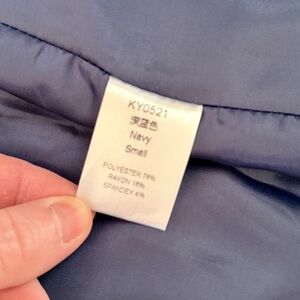 KY0521
深蓝色
Navy
Small
POLYESTER 78%
RAYON 18%
SPANDEX 4%